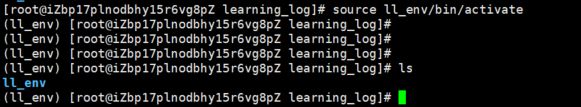 [root@iZbp17plnodbhy15r6vg8pZ learning_log]# source ll_env/bin/activate
(ll_env) [root@iZbp17plnodbhy15r6vg8pZ learning_log]#
(ll_env) [root@iZbp17plnodbhy15r6vg8pZ learning_log]#
(ll_env) [root@iZbp17plnodbhy15r6vg8pZ learning_log]#
(ll_env) [root@iZbp17plnodbhy15r6vg8pZ learning_log]# ls
ll_env
(ll_env) [root@iZbp17plnodbhy15r6vg8pZ learning_log]#